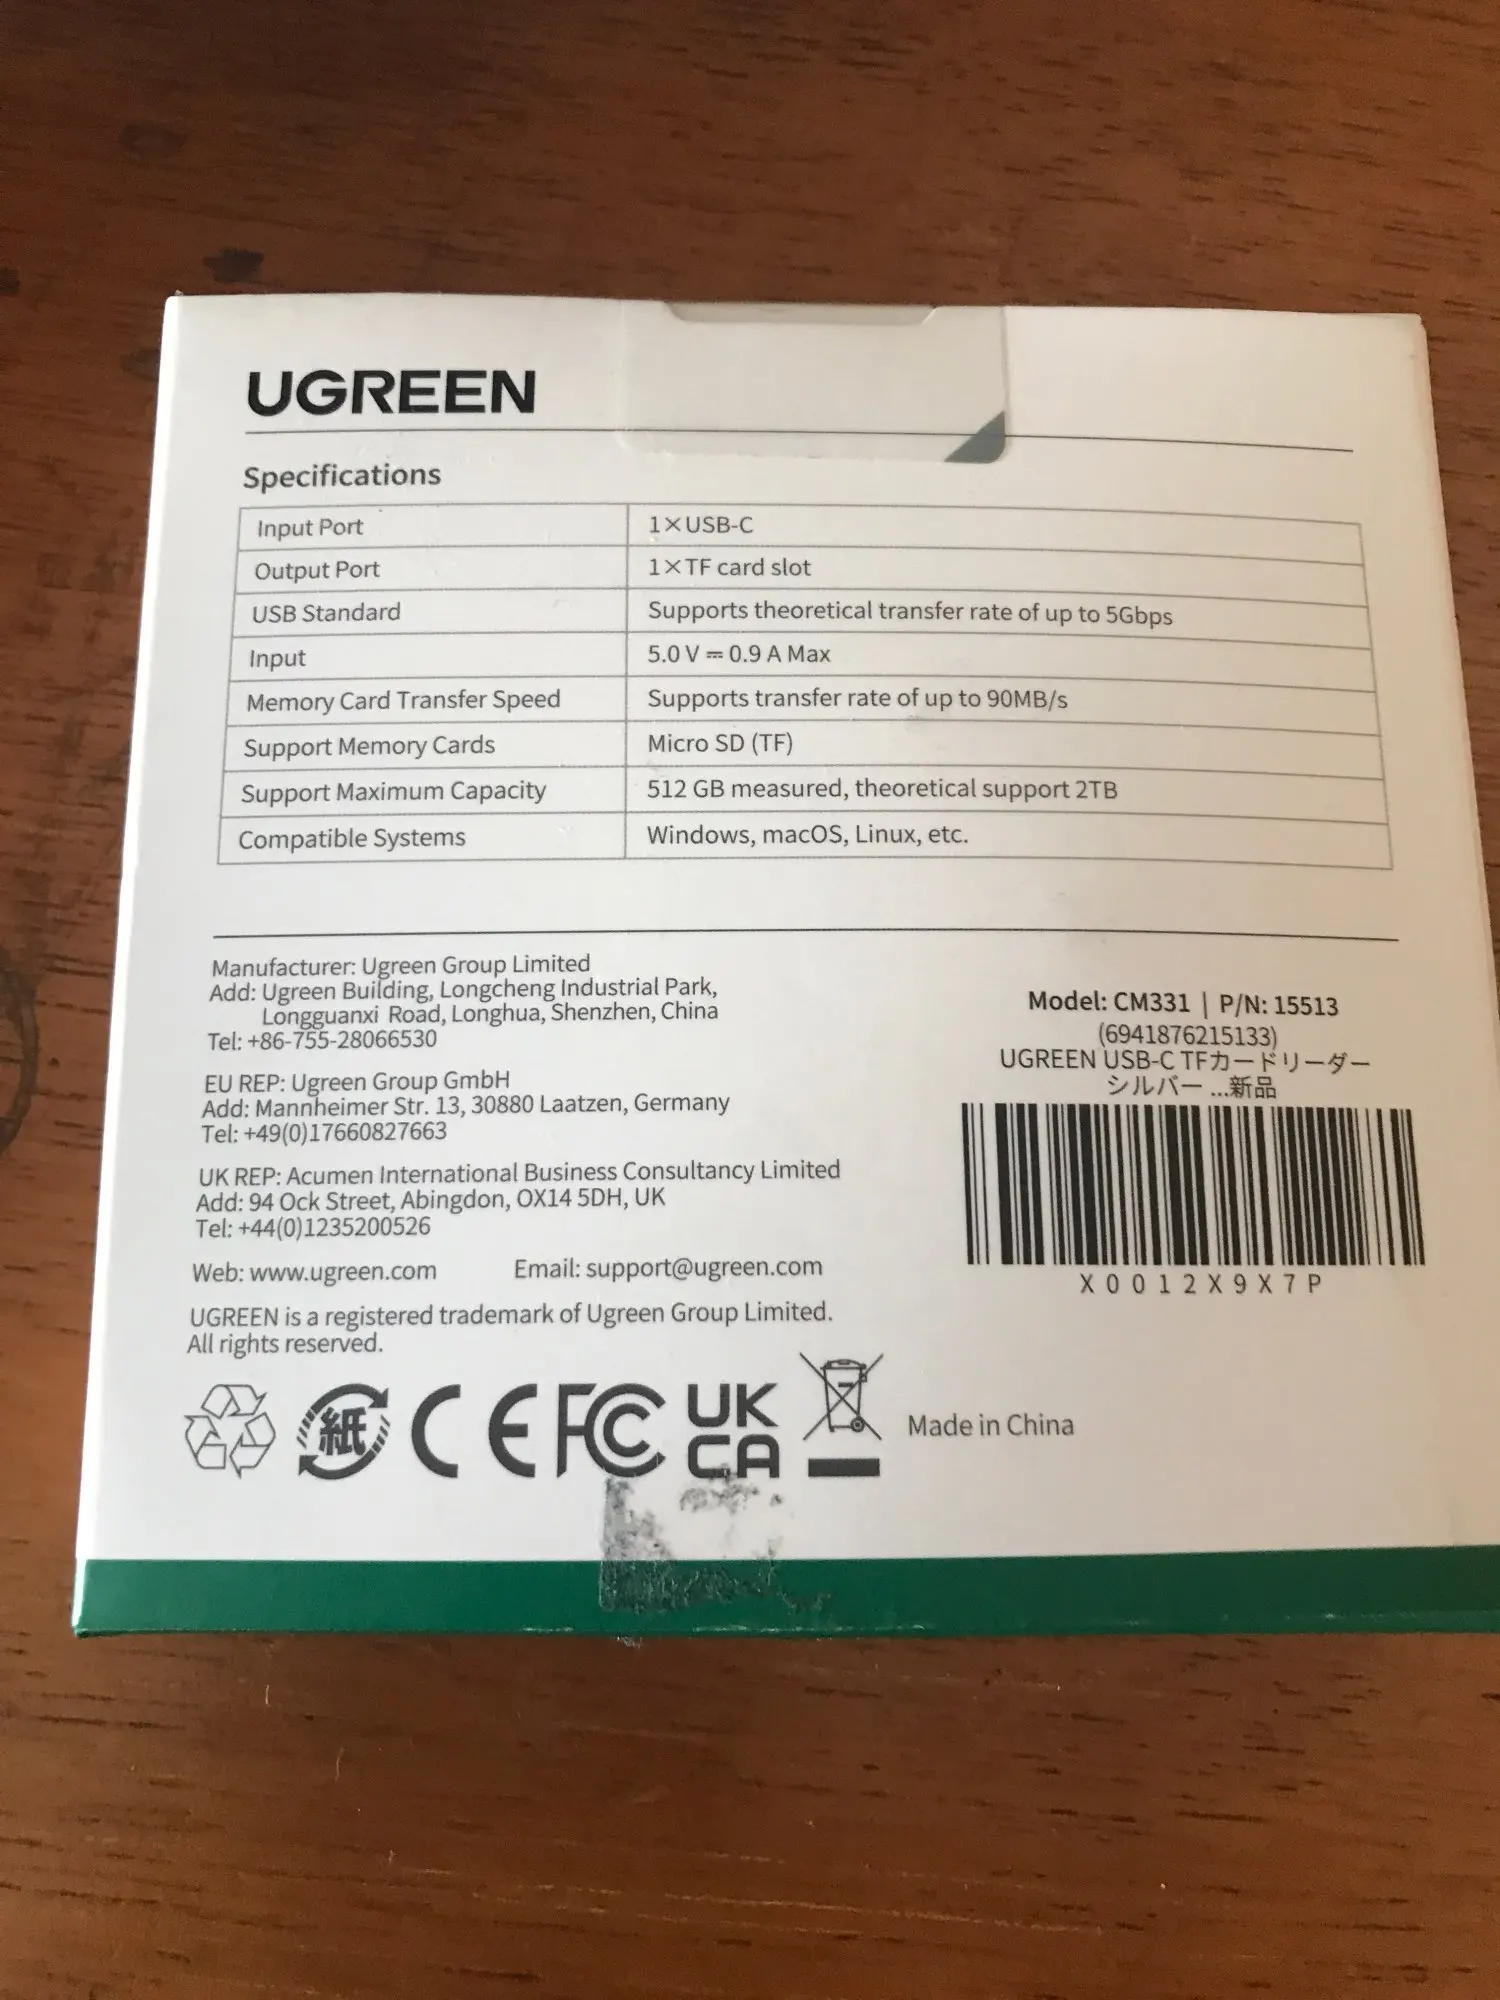 UGREEN
Specifications
Input Port 1×USB-C
Output Port 1×TF card slot
USB Standard Supports theoretical transfer rate of up to 5Gbps
Input 5.0 V ⎓ 0.9 A Max
Memory Card Transfer Speed Supports transfer rate of up to 90MB/s
Support Memory Cards Micro SD (TF)
Support Maximum Capacity 512 GB measured, theoretical support 2TB
Compatible Systems Windows, macOS, Linux, etc.
Manufacturer: Ugreen Group Limited
Add: Ugreen Building, Longcheng Industrial Park,
Longguanxi Road, Longhua, Shenzhen, China
Tel: +86-755-28066530
EU REP: Ugreen Group GmbH
Add: Mannheimer Str. 13, 30880 Laatzen, Germany
Tel: +49(0)17660827663
UK REP: Acumen International Business Consultancy Limited
Add: 94 Ock Street, Abingdon, OX14 5DH, UK
Tel: +44(0)1235200526
Web: www.ugreen.com Email: support@ugreen.com
UGREEN is a registered trademark of Ugreen Group Limited.
All rights reserved.
Model: CM331 | P/N: 15513
(6941876215133)
UGREEN USB-C TFカードリーダー
シルバー ...新品
X0012X9X7P
紙 CE FC UK
CA
Made in China